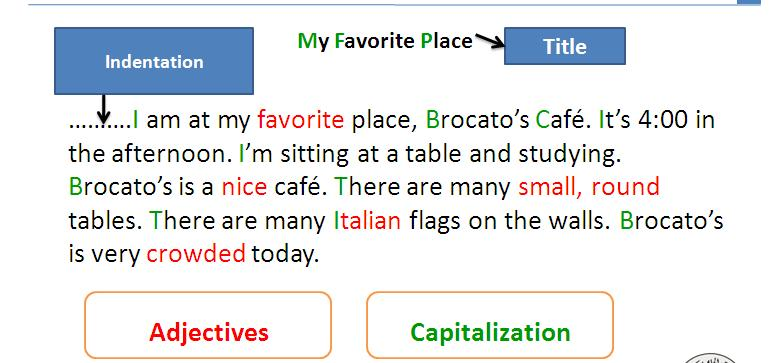 My Favorite Place
Title
Indentation
..........I am at my favorite place, Brocato’s Café. It’s 4:00 in
the afternoon. I’m sitting at a table and studying.
Brocato’s is a nice café. There are many small, round
tables. There are many Italian flags on the walls. Brocato’s
is very crowded today.
Adjectives
Capitalization